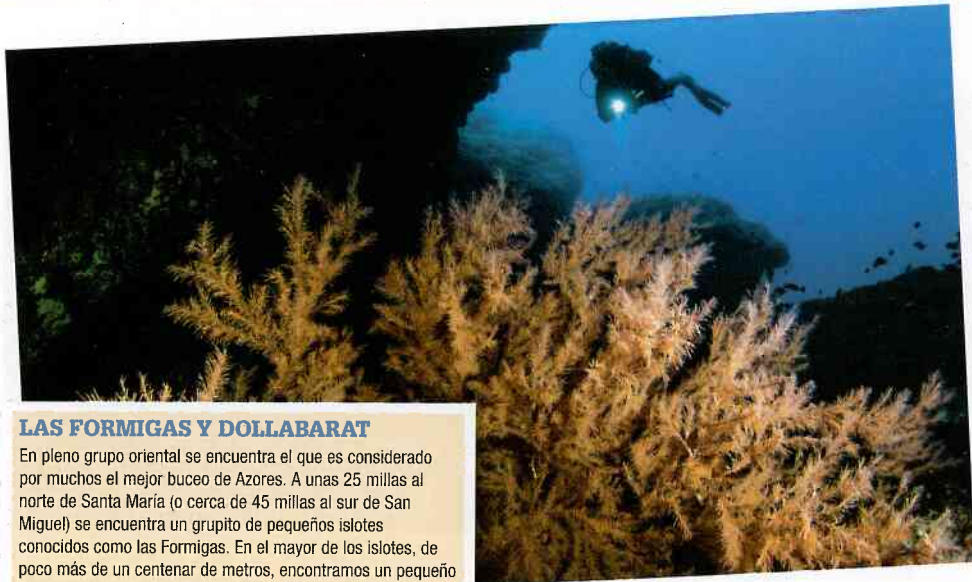 LAS FORMIGAS Y DOLLABARAT
En pleno grupo oriental se encuentra el que es considerado
por muchos el mejor buceo de Azores. A unas 25 millas al
norte de Santa María (o cerca de 45 millas al sur de San
Miguel) se encuentra un grupito de pequeños islotes
conocidos como las Formigas. En el mayor de los islotes, de
poco más de un centenar de metros, encontramos un pequeño